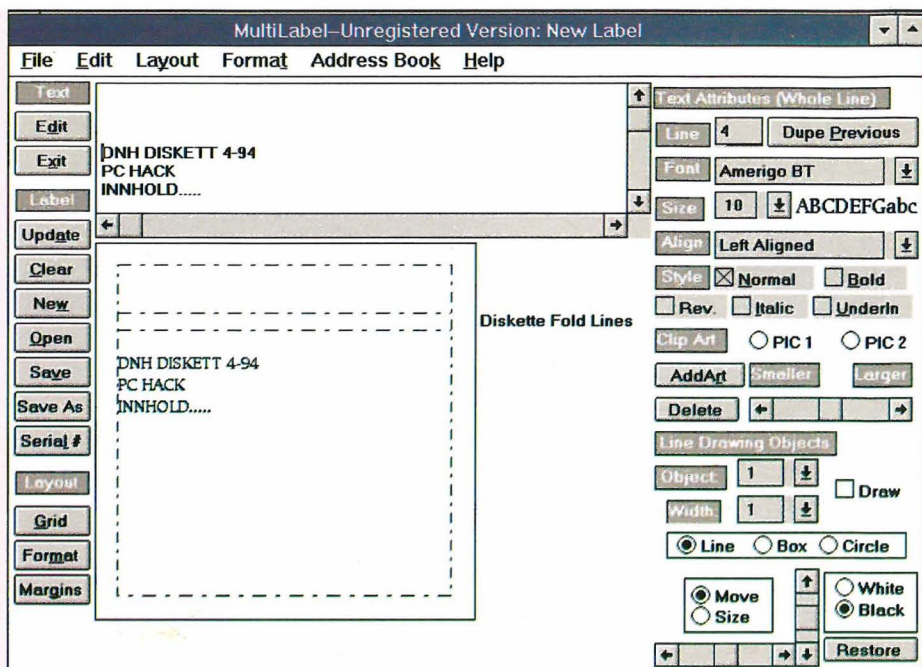 MultiLabel–Unregistered Version: New Label
File Edit Layout Format Address Book Help
Text
Edit
Exit
Label
Update
Clear
New
Open
Save
Save As
Serial #
Layout
Grid
Format
Margins
DNH DISKETT 4-94
PC HACK
INNHOLD.....
DNH DISKETT 4-94
PC HACK
INNHOLD.....
Diskette Fold Lines
Text Attributes (Whole Line)
Line 4 Dupe Previous
Font Amerigo BT
Size 10 ABCDEFGabc
Align Left Aligned
Style Normal Bold
Rev. Italic Underln
Clip Art PIC 1 PIC 2
AddArt Smaller Larger
Delete
Line Drawing Objects
Object: 1
Draw
Width: 1
Line Box Circle
Move
Size
White
Black
Restore